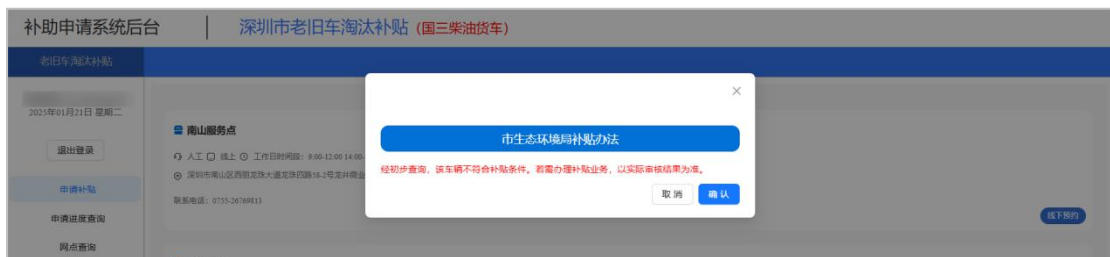 补助申请系统后台
深圳市老旧车淘汰补贴（国三柴油货车）
老旧车淘汰补贴
2025年01月21日 星期二
退出登录
申请补贴
申请进度查询
网点查询
南山服务点
人工 线上 工作日时间段：9:00-12:00 14:00-
深圳市南山区西丽龙珠大道龙珠四路16-2号龙井商业
联系电话：0755-26769813
线下预约
市生态环境局补贴办法
经初步查询，该车辆不符合补贴条件。若需办理补贴业务，以实际审核结果为准。
取 消
确 认